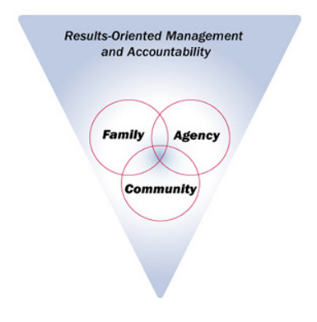 Results-Oriented Management
and Accountability
Family
Agency
Community